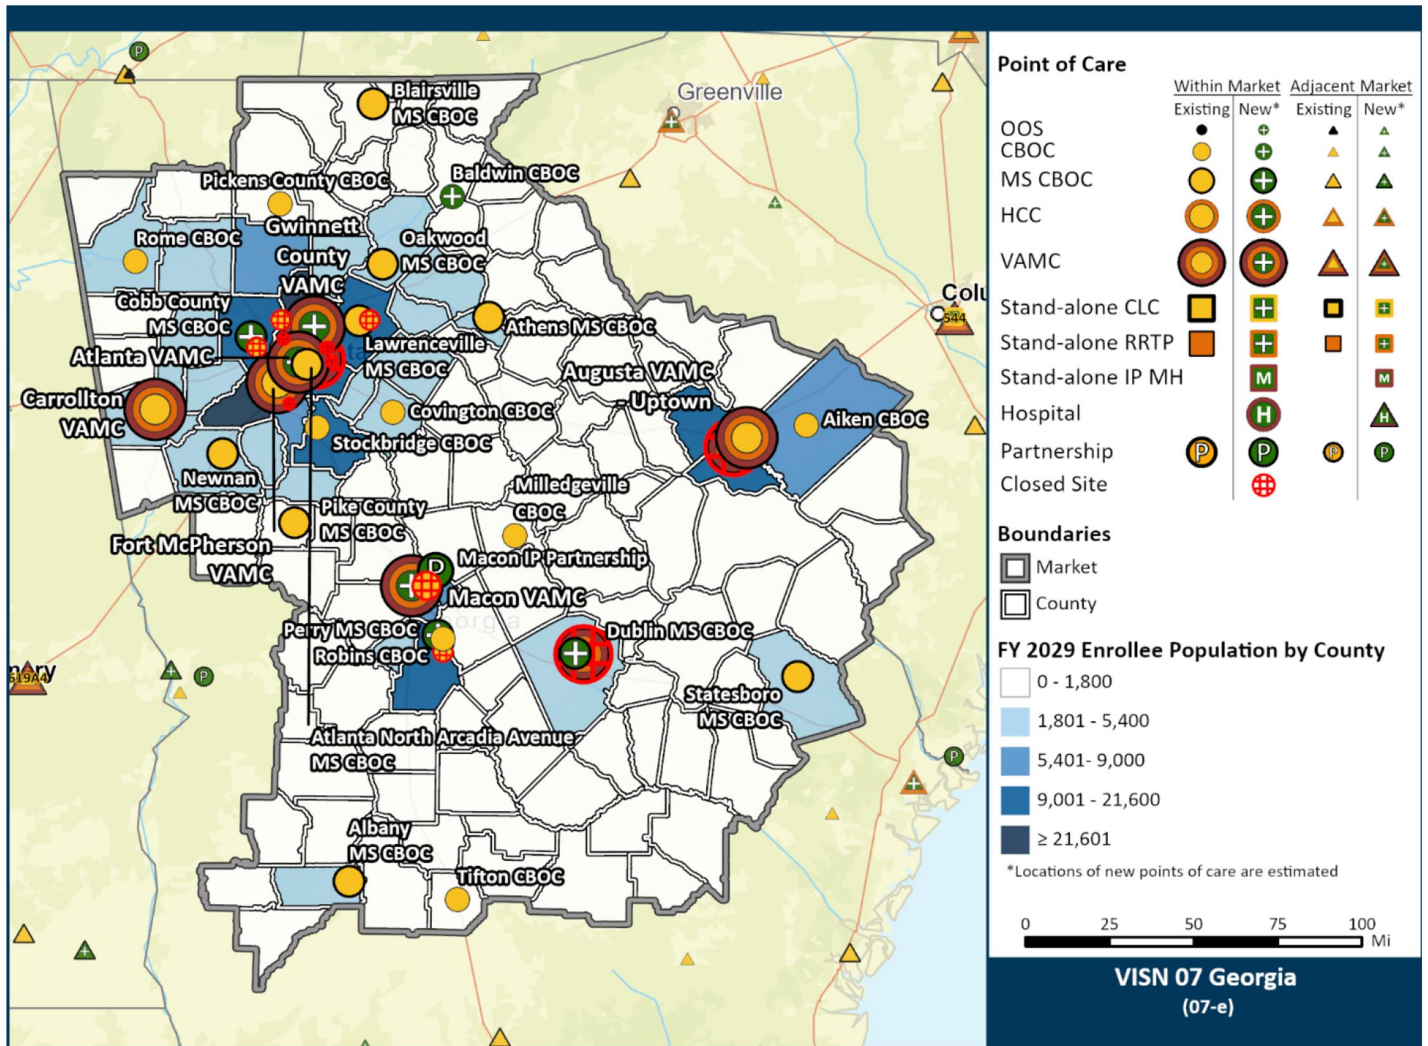 Blairsville
MS CBOC
Greenville
Baldwin CBOC
Pickens County CBOC
Gwinnett
County
VAMC
Rome CBOC
Oakwood
MS CBOC
Cobb County
MS CBOC
Athens MS CBOC
Atlanta VAMC
Lawrenceville
MS CBOC
Augusta VAMC
- Uptown
Carrollton
VAMC
Covington CBOC
Aiken CBOC
Stockbridge CBOC
Newnan
MS CBOC
Milledgeville
CBOC
Pike County
MS CBOC
Fort McPherson
VAMC
Macon IP Partnership
Macon VAMC
Perry MS CBOC
Robins CBOC
Dublin MS CBOC
Statesboro
MS CBOC
Atlanta North Arcadia Avenue
MS CBOC
Albany
MS CBOC
Tifton CBOC
544
619A4
P
P
P
P
Point of Care
Within Market Adjacent Market
Existing New* Existing New*
OOS
CBOC
MS CBOC
HCC
VAMC
Stand-alone CLC
Stand-alone RRTP
Stand-alone IP MH M M
Hospital H H
Partnership P P P P
Closed Site
Boundaries
Market
County
FY 2029 Enrollee Population by County
0 - 1,800
1,801 - 5,400
5,401- 9,000
9,001 - 21,600
≥ 21,601
*Locations of new points of care are estimated
0 25 50 75 100
Mi
VISN 07 Georgia
(07-e)